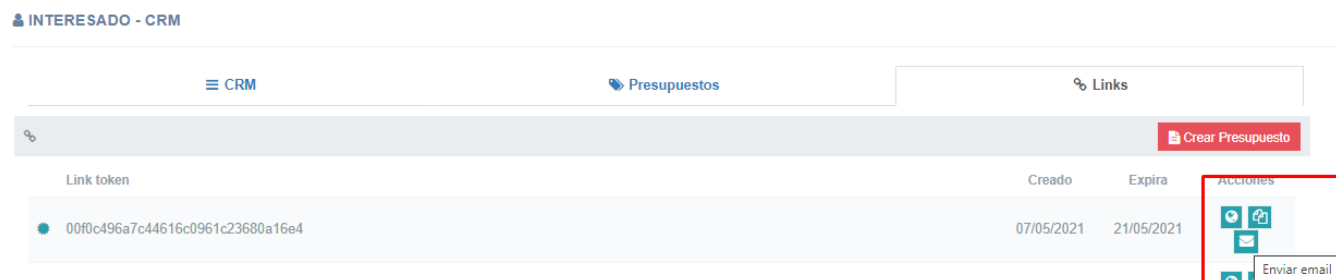 INTERESADO - CRM
CRM
Presupuestos
Links
Crear Presupuesto
Link token
Creado
Expira
Acciones
00f0c496a7c44616c0961c23680a16e4
07/05/2021
21/05/2021
Enviar email